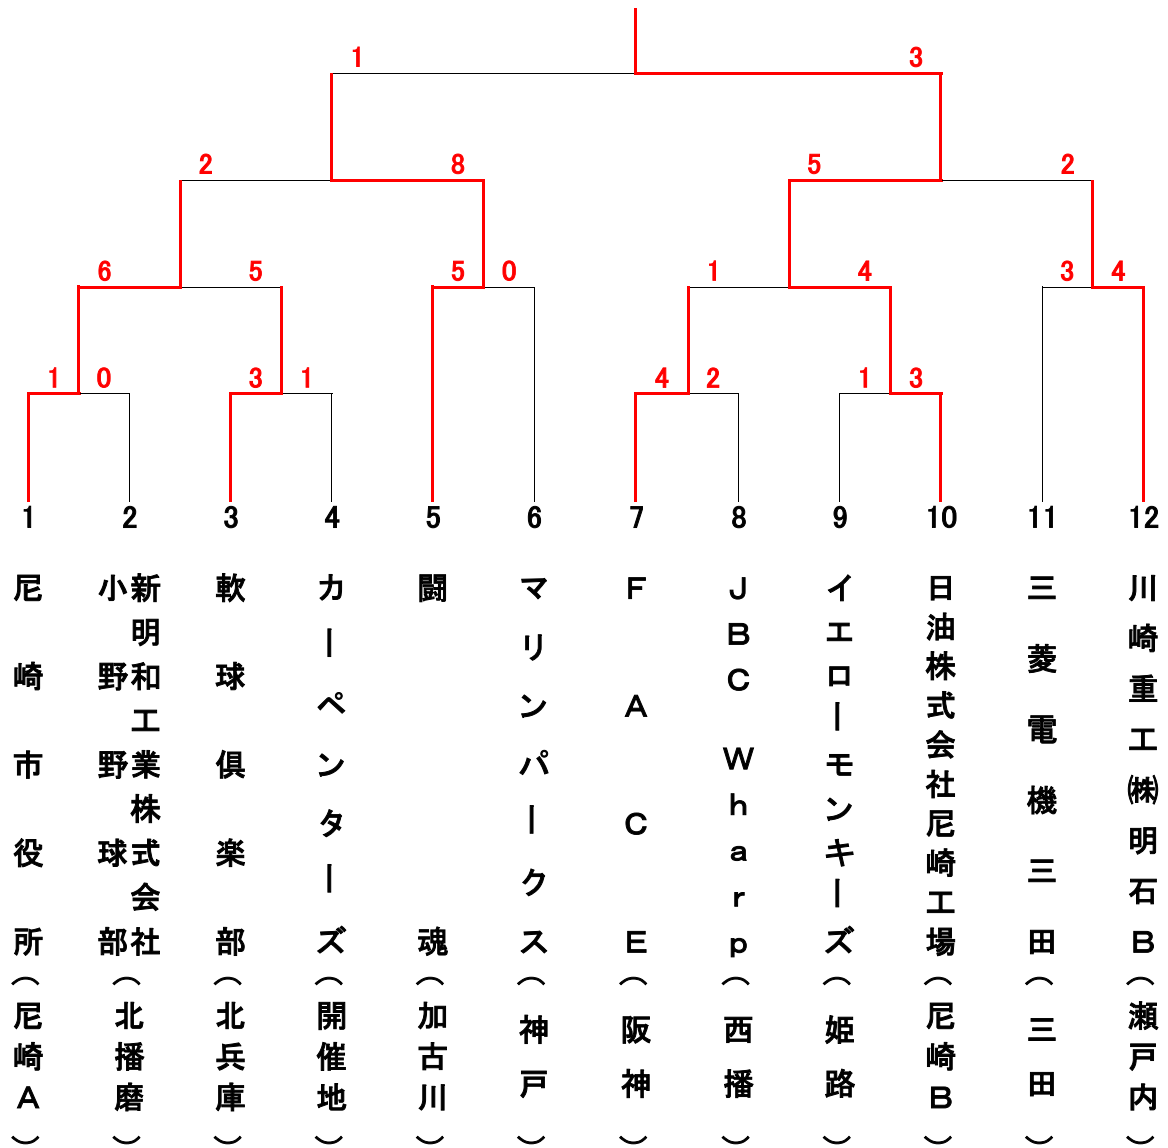 1 3
2 8 5 2
6 5 5 0 1 4 3 4
1 0 3 1 4 2 1 3
1 2 3 4 5 6 7 8 9 10 11 12
尼崎市役所(尼崎A)
新明和工業株式会社
小野野球部(北播磨)
軟球倶楽部(北兵庫)
カーペンターズ(開催地)
闘魂(加古川)
マリンパークス(神戸)
FACE(阪神)
JBC Wharp(西播)
イエローモンキーズ(姫路)
日油株式会社尼崎工場(尼崎B)
三菱電機三田(三田)
川崎重工㈱明石B(瀬戸内)